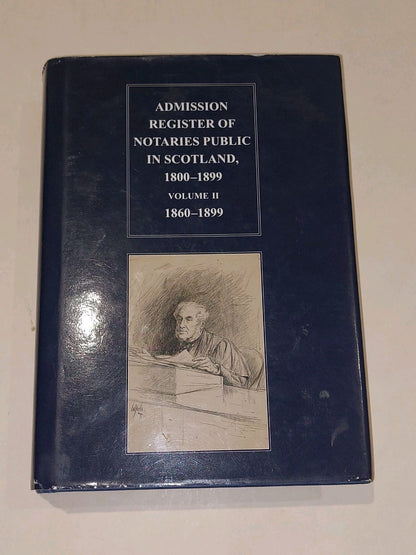 ADMISSION
REGISTER OF
NOTARIES PUBLIC
IN SCOTLAND,
1800–1899
VOLUME II
1860–1899